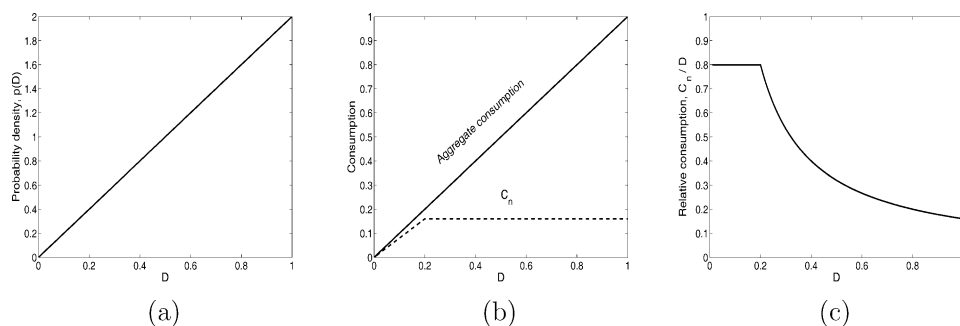 2
1.8
1.6
1.4
1.2
1
0.8
0.6
0.4
0.2
0
Probability density, p(D)
0 0.2 0.4 0.6 0.8 1
D
(a)
1
0.9
0.8
0.7
0.6
0.5
0.4
0.3
0.2
0.1
0
Consumption
Aggregate consumption
C_n
0 0.2 0.4 0.6 0.8 1
D
(b)
1
0.9
0.8
0.7
0.6
0.5
0.4
0.3
0.2
0.1
0
Relative consumption, C_n / D
0 0.2 0.4 0.6 0.8 1
D
(c)